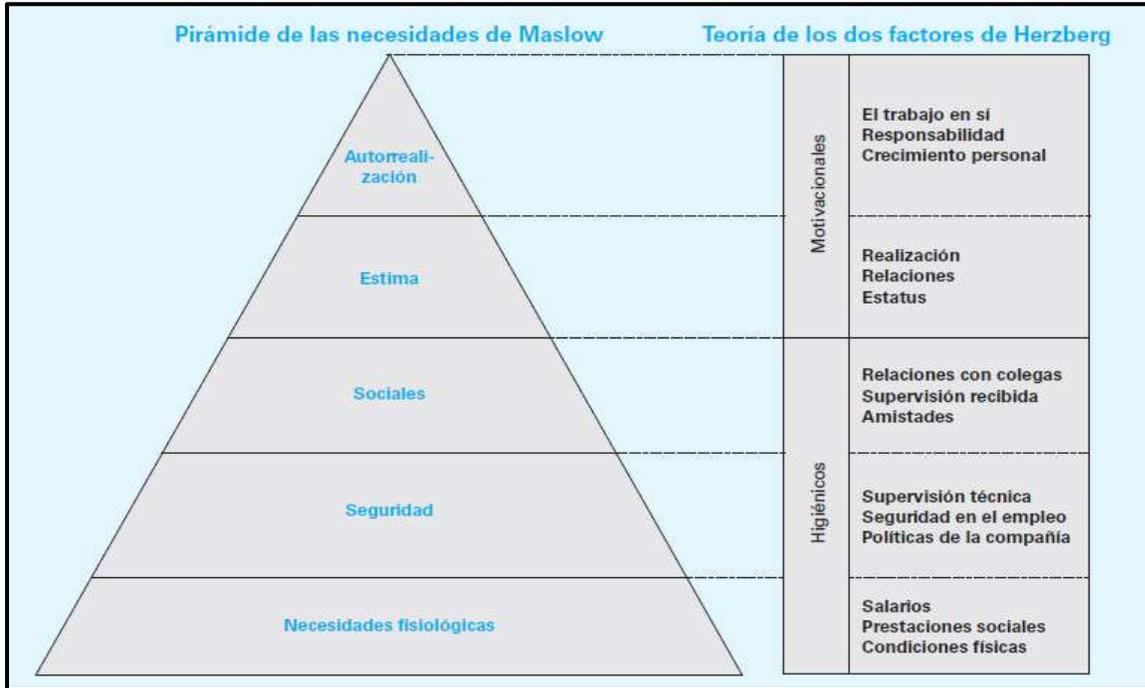 Pirámide de las necesidades de Maslow
Teoría de los dos factores de Herzberg
Autorreali-
zación
Estima
Sociales
Seguridad
Necesidades fisiológicas
Motivacionales
El trabajo en sí
Responsabilidad
Crecimiento personal
Realización
Relaciones
Estatus
Higiénicos
Relaciones con colegas
Supervisión recibida
Amistades
Supervisión técnica
Seguridad en el empleo
Políticas de la compañía
Salarios
Prestaciones sociales
Condiciones físicas